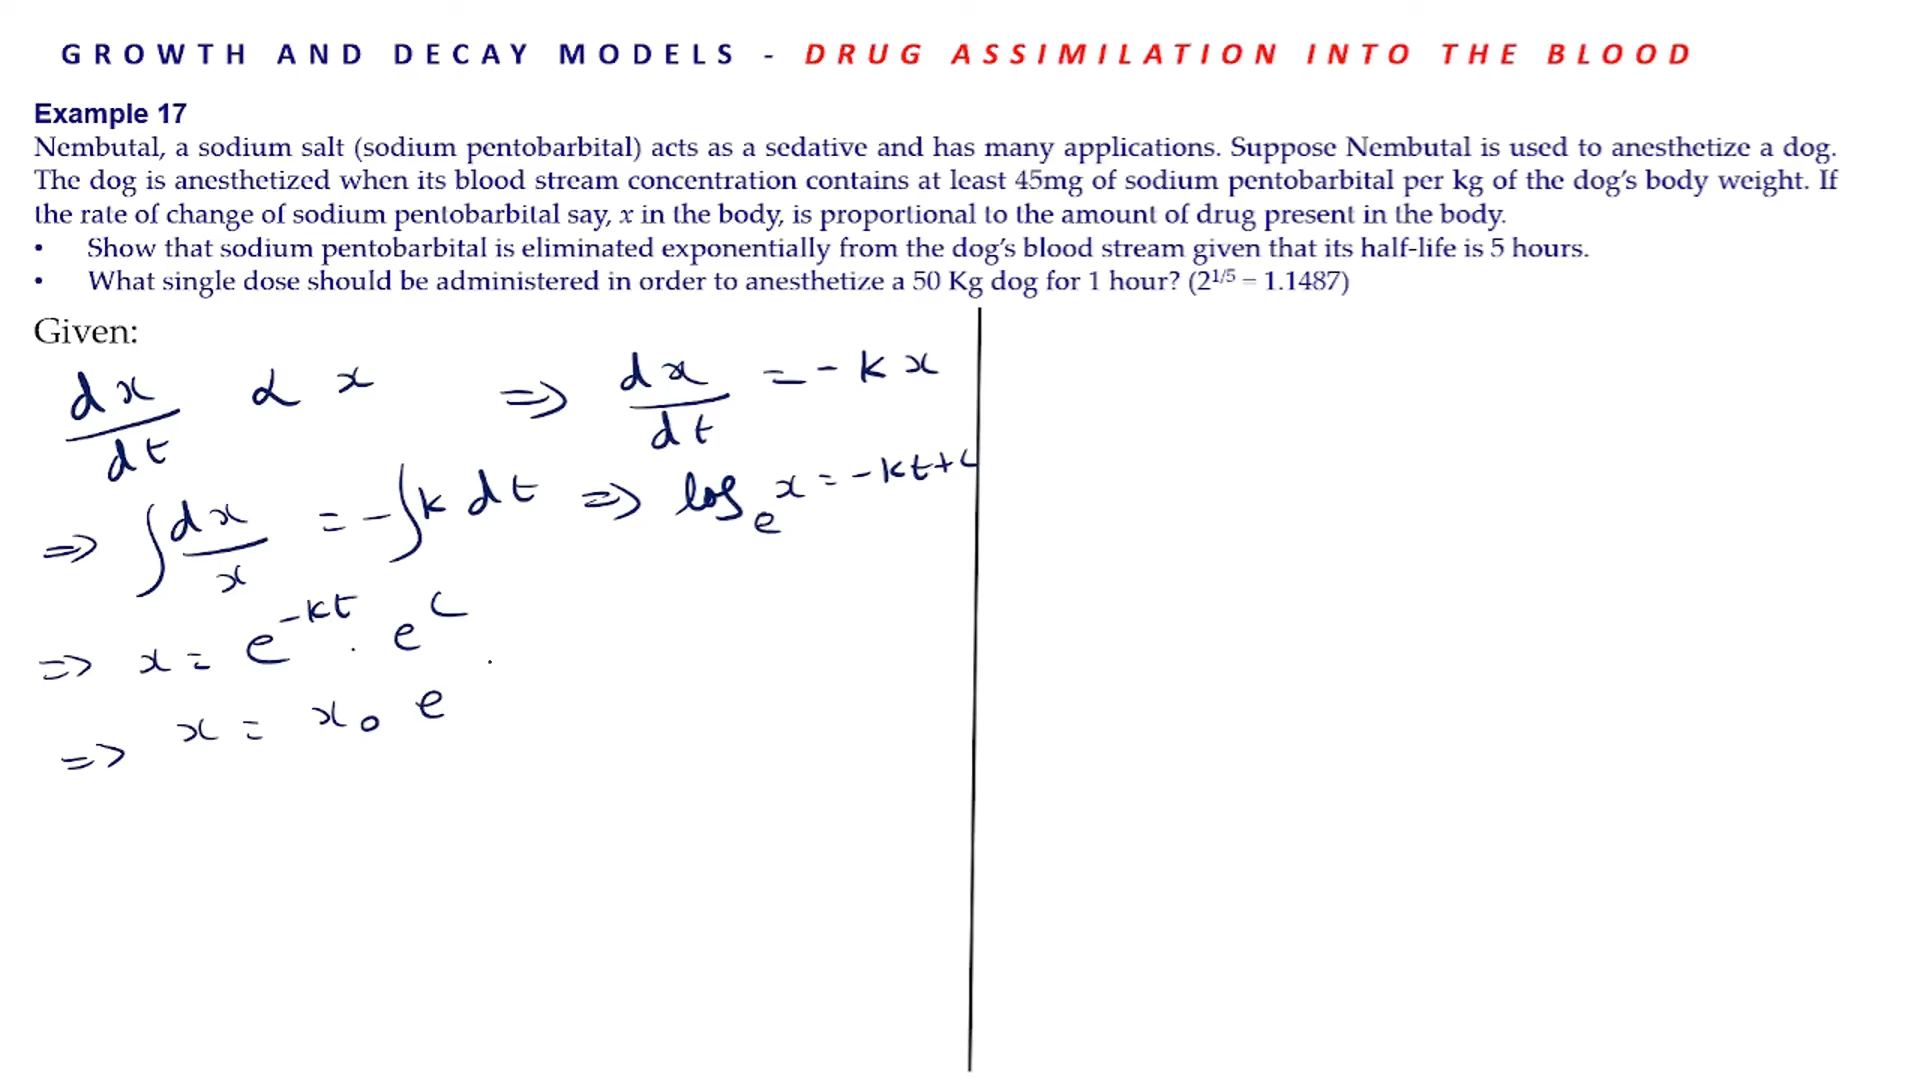 GROWTH AND DECAY MODELS - DRUG ASSIMILATION INTO THE BLOOD
Example 17
Nembutal, a sodium salt (sodium pentobarbital) acts as a sedative and has many applications. Suppose Nembutal is used to anesthetize a dog.
The dog is anesthetized when its blood stream concentration contains at least 45mg of sodium pentobarbital per kg of the dog's body weight. If
the rate of change of sodium pentobarbital say, x in the body, is proportional to the amount of drug present in the body.
• Show that sodium pentobarbital is eliminated exponentially from the dog's blood stream given that its half-life is 5 hours.
• What single dose should be administered in order to anesthetize a 50 Kg dog for 1 hour? (2^{1/5} = 1.1487)
Given:
dx/dt α x => dx/dt = -kx
=> ∫dx/x = -∫k dt => log_e x = -kt+c
=> x = e^{-kt} . e^c
=> x = x₀ e